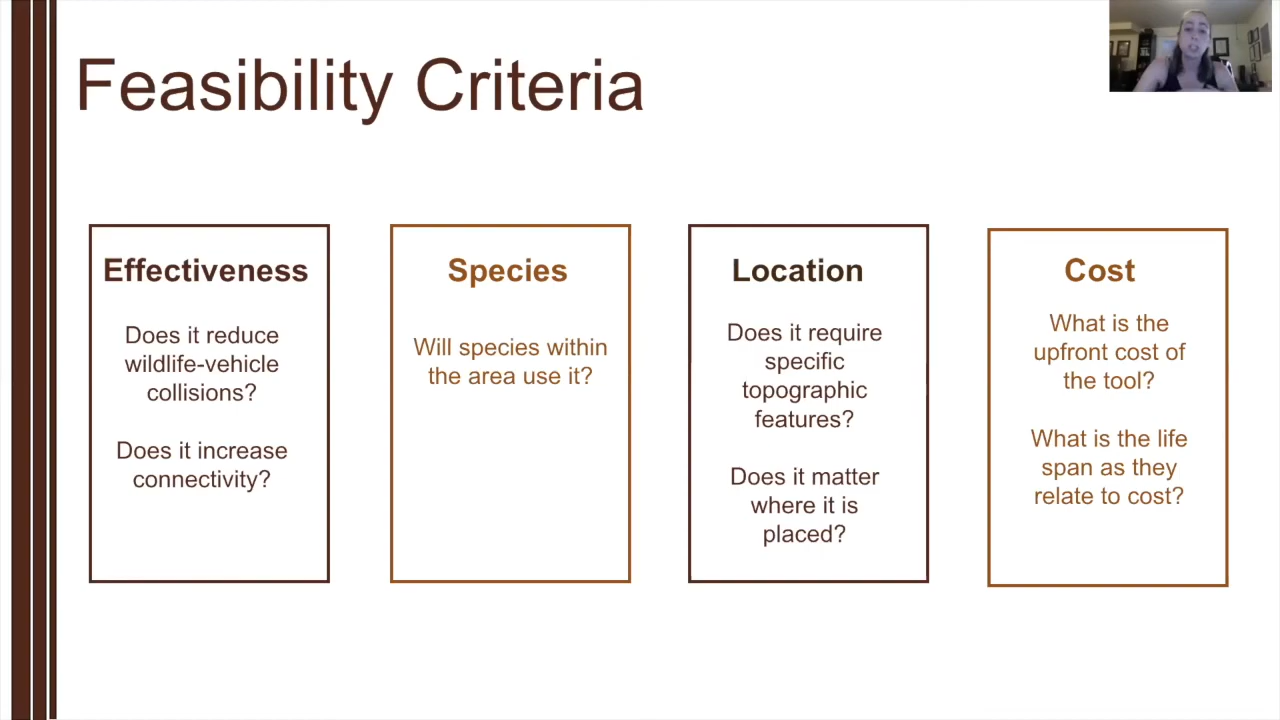 Feasibility Criteria
Effectiveness
Does it reduce
wildlife-vehicle
collisions?
Does it increase
connectivity?
Species
Will species within
the area use it?
Location
Does it require
specific
topographic
features?
Does it matter
where it is
placed?
Cost
What is the
upfront cost of
the tool?
What is the life
span as they
relate to cost?